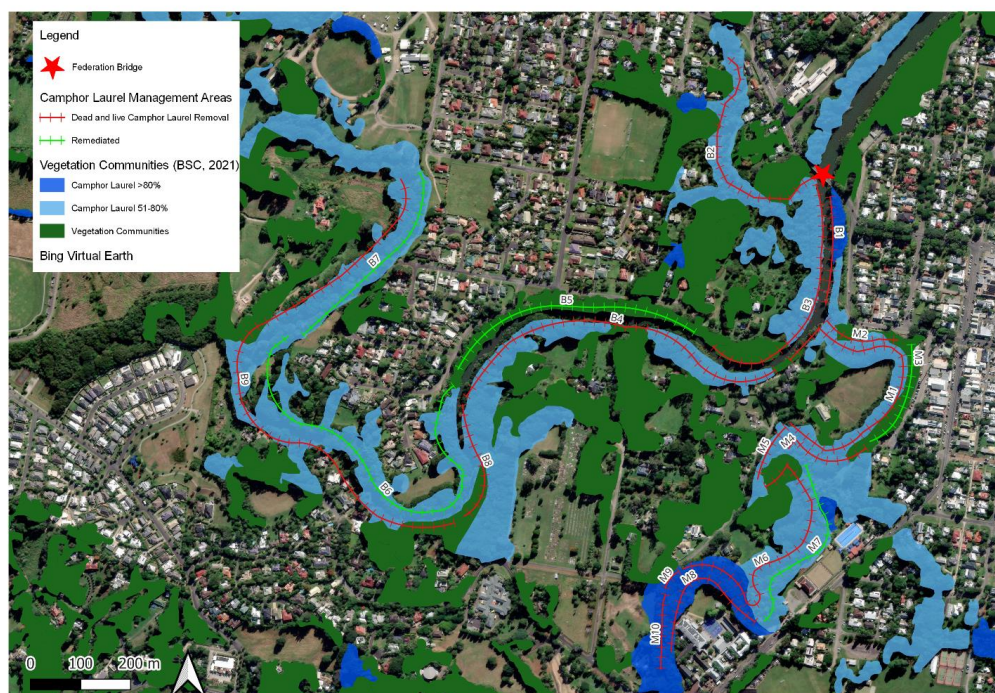 Legend
Federation Bridge
Camphor Laurel Management Areas
Dead and live Camphor Laurel Removal
Remediated
Vegetation Communities (BSC, 2021)
Camphor Laurel >80%
Camphor Laurel 51-80%
Vegetation Communities
Bing Virtual Earth
B2
B1
B7
B5
B3
B4
M2
M3
B9
M1
M5
M4
B8
B6
M7
M6
M9
M8
M10
0 100 200 m